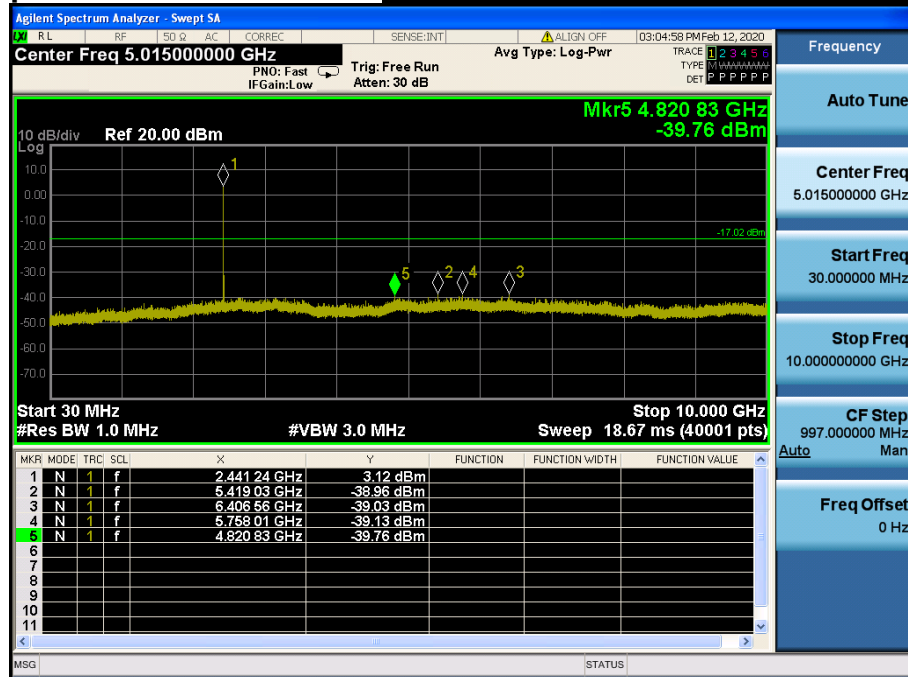 Agilent Spectrum Analyzer - Swept SA
LXI RL RF 50 Ω AC CORREC SENSE:INT ALIGN OFF 03:04:58 PMFeb 12, 2020
Center Freq 5.015000000 GHz
PNO: Fast
IFGain:Low
Trig: Free Run
Atten: 30 dB
Avg Type: Log-Pwr
TRACE 1 2 3 4 5 6
TYPE M
DET P P P P P P
Mkr5 4.820 83 GHz
-39.76 dBm
10 dB/div Ref 20.00 dBm
Log
10.0
0.00
-10.0
-20.0
-30.0
-40.0
-50.0
-60.0
-70.0
1
-17.02 dBm
5 2 4 3
Start 30 MHz Stop 10.000 GHz
#Res BW 1.0 MHz #VBW 3.0 MHz Sweep 18.67 ms (40001 pts)
MKR MODE TRC SCL X Y FUNCTION FUNCTION WIDTH FUNCTION VALUE
1 N 1 f 2.441 24 GHz 3.12 dBm
2 N 1 f 5.419 03 GHz -38.96 dBm
3 N 1 f 6.406 56 GHz -39.03 dBm
4 N 1 f 5.758 01 GHz -39.13 dBm
5 N 1 f 4.820 83 GHz -39.76 dBm
6
7
8
9
10
11
MSG STATUS
Frequency
Auto Tune
Center Freq
5.015000000 GHz
Start Freq
30.000000 MHz
Stop Freq
10.000000000 GHz
CF Step
997.000000 MHz
Auto Man
Freq Offset
0 Hz